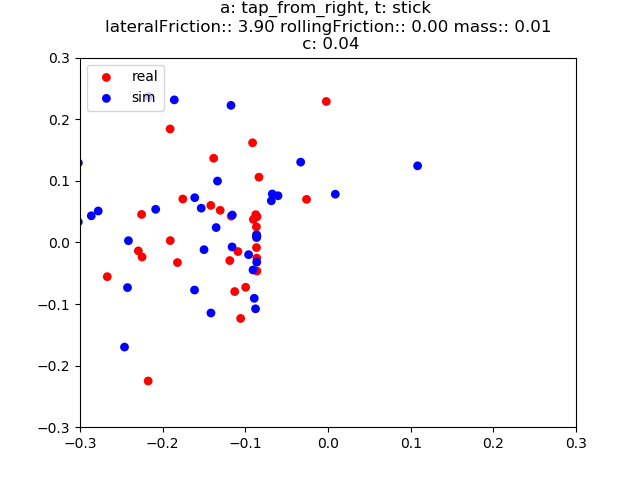 a: tap_from_right, t: stick
lateralFriction:: 3.90 rollingFriction:: 0.00 mass:: 0.01
c: 0.04
real
sim
0.3
0.2
0.1
0.0
−0.1
−0.2
−0.3
−0.3
−0.2
−0.1
0.0
0.1
0.2
0.3